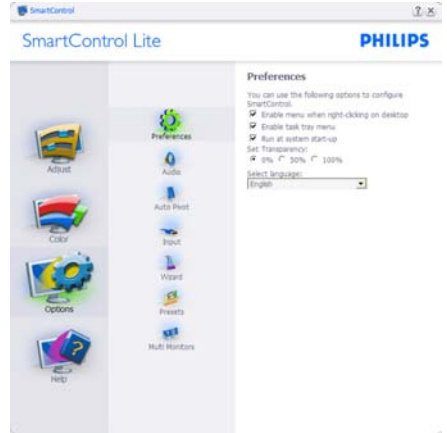 SmartControl
? x
SmartControl Lite
PHILIPS
Adjust
Color
Options
Help
Preferences
Audio
Auto Pivot
Input
Wizard
Presets
Multi Monitors
Preferences
You can use the following options to configure
SmartControl.
Enable menu when right-clicking on desktop
Enable task tray menu
Run at system start-up
Set Transparency:
0% 50% 100%
Select language:
English